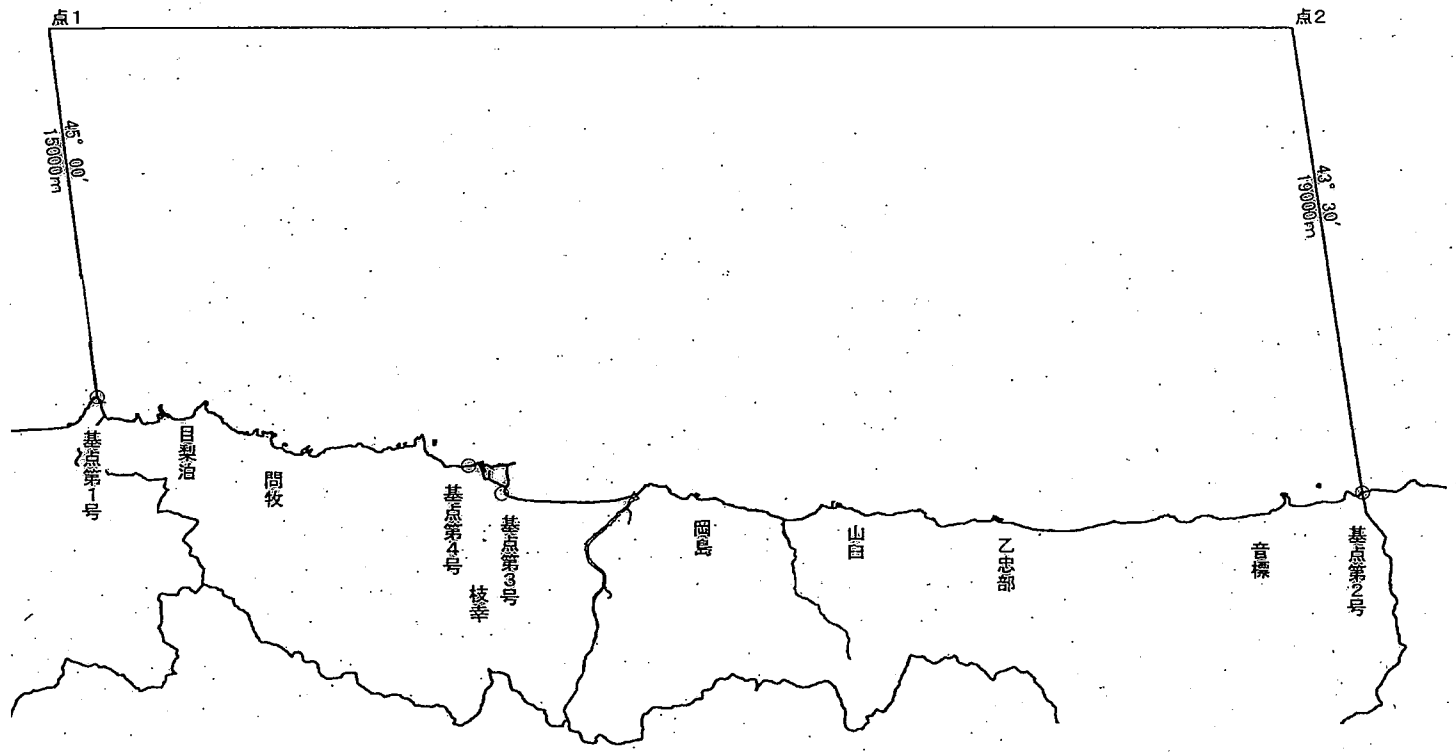 点1
点2
45° 00′
15000m
43° 30′
19000m
基点第1号
目梨泊
問牧
基点第4号
基点第3号
枝幸
岡島
山臼
乙忠部
音標
基点第2号